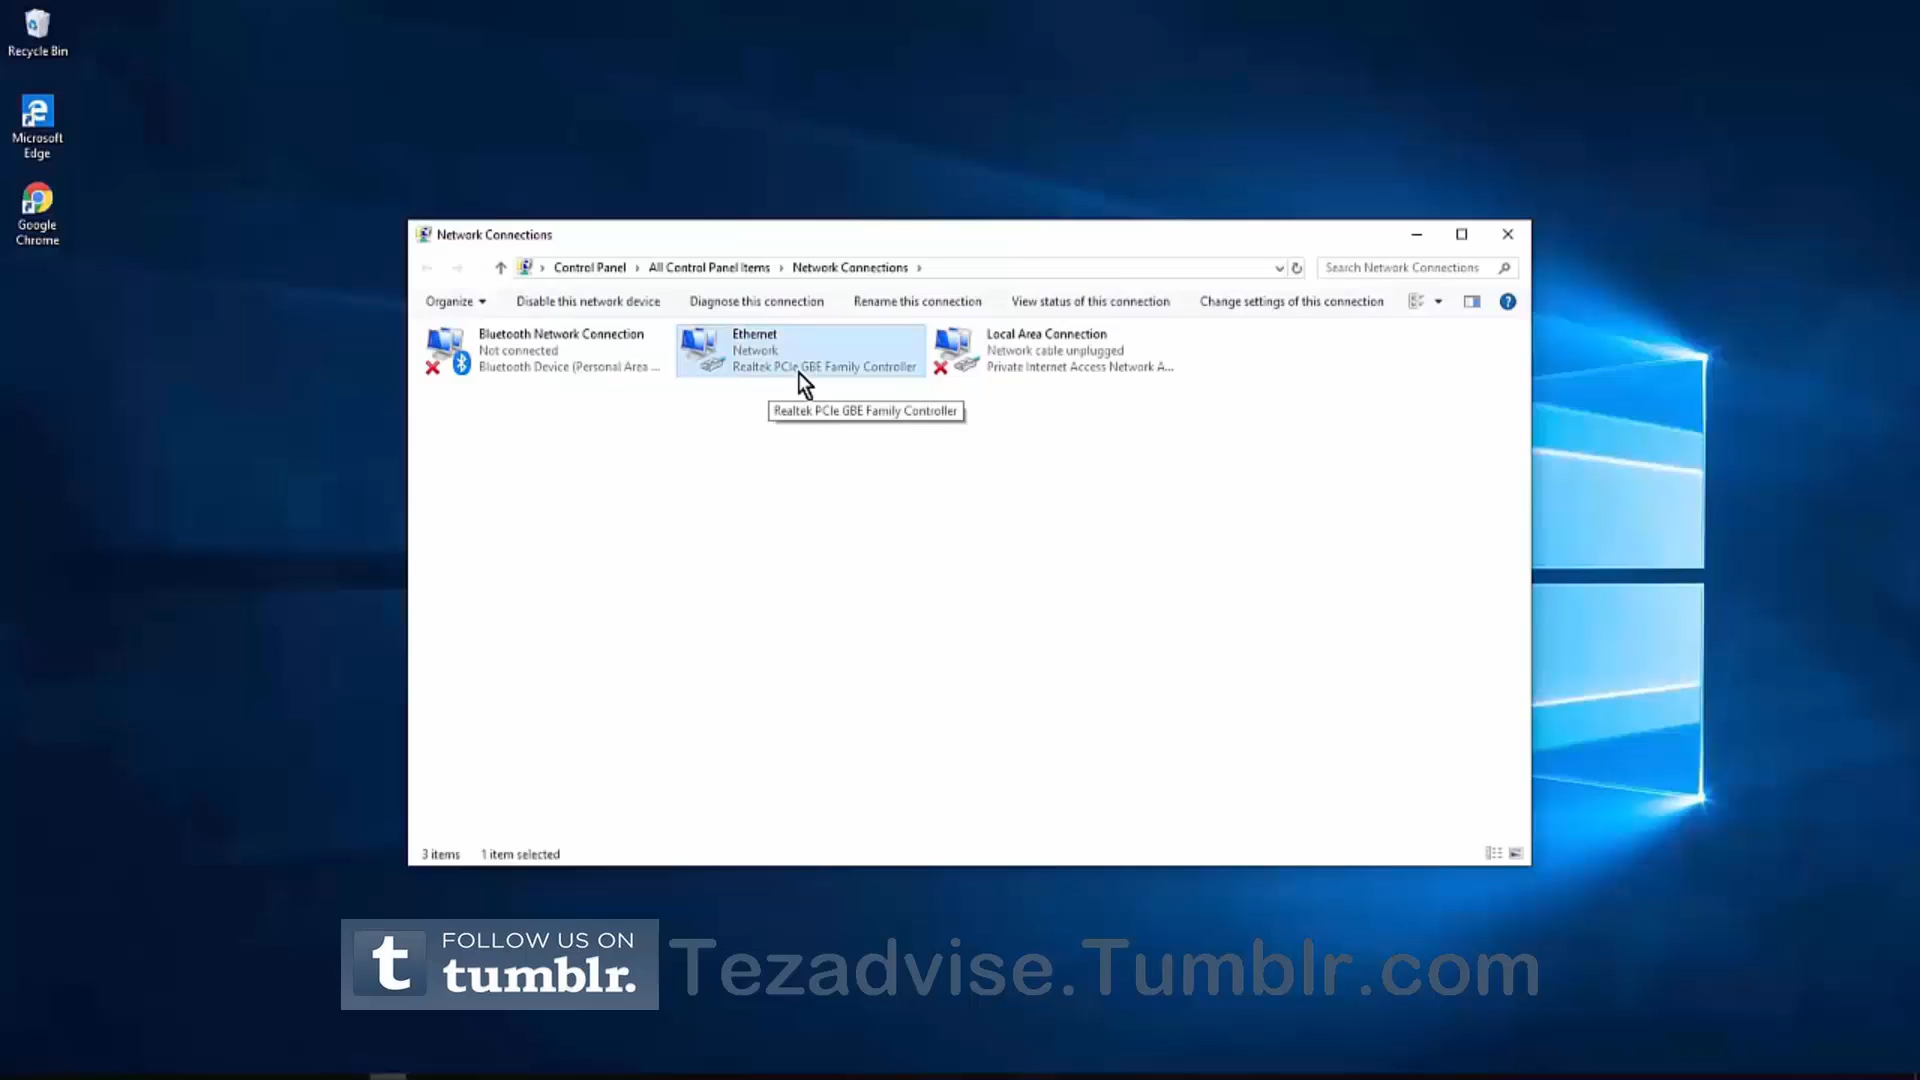 Recycle Bin
Microsoft
Edge
Google
Chrome
Network Connections
Control Panel › All Control Panel Items › Network Connections ›
Search Network Connections
Organize
Disable this network device
Diagnose this connection
Rename this connection
View status of this connection
Change settings of this connection
Bluetooth Network Connection
Not connected
Bluetooth Device (Personal Area ...
Ethernet
Network
Realtek PCIe GBE Family Controller
Local Area Connection
Network cable unplugged
Private Internet Access Network A...
Realtek PCIe GBE Family Controller
3 items
1 item selected
FOLLOW US ON
t tumblr.
Tezadvise.Tumblr.com